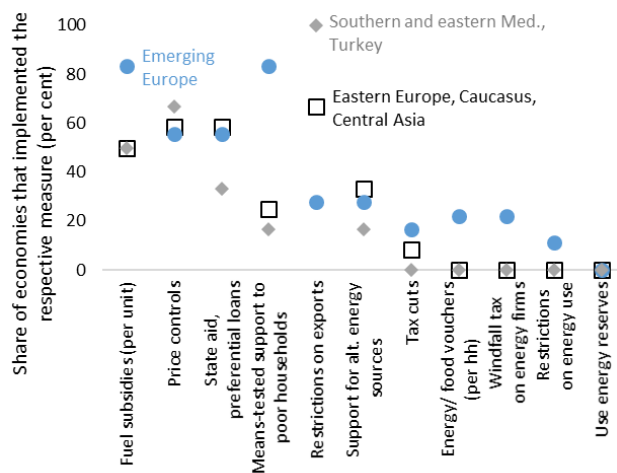 Share of economies that implemented the
respective measure (per cent)
100
80
60
40
20
0
Emerging
Europe
Southern and eastern Med.,
Turkey
Eastern Europe, Caucasus,
Central Asia
Fuel subsidies (per unit)
Price controls
State aid,
preferential loans
Means-tested support to
poor households
Restrictions on exports
Support for alt. energy
sources
Tax cuts
Energy/ food vouchers
(per hh)
Windfall tax
on energy firms
Restrictions
on energy use
Use energy reserves